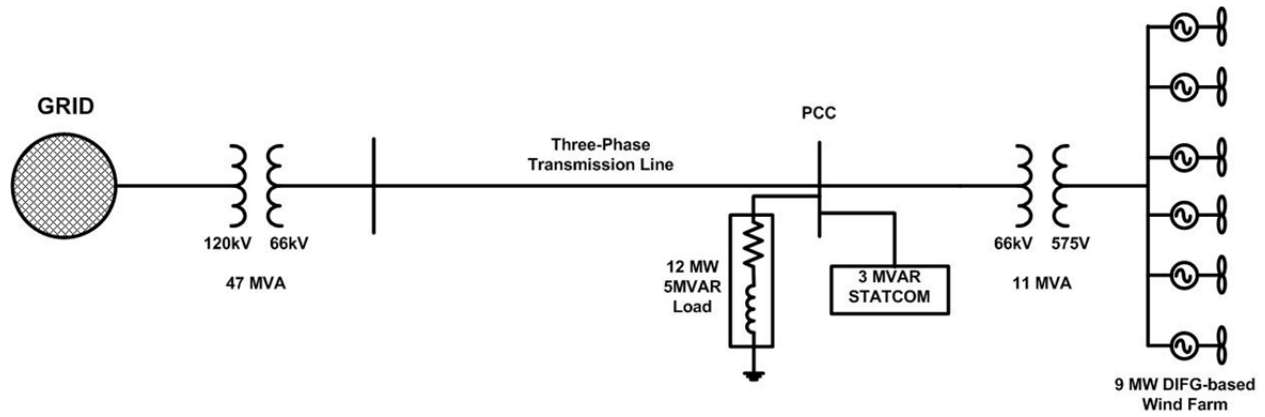 GRID
120kV
66kV
47 MVA
Three-Phase
Transmission Line
PCC
12 MW
5MVAR
Load
3 MVAR
STATCOM
66kV
575V
11 MVA
9 MW DIFG-based
Wind Farm